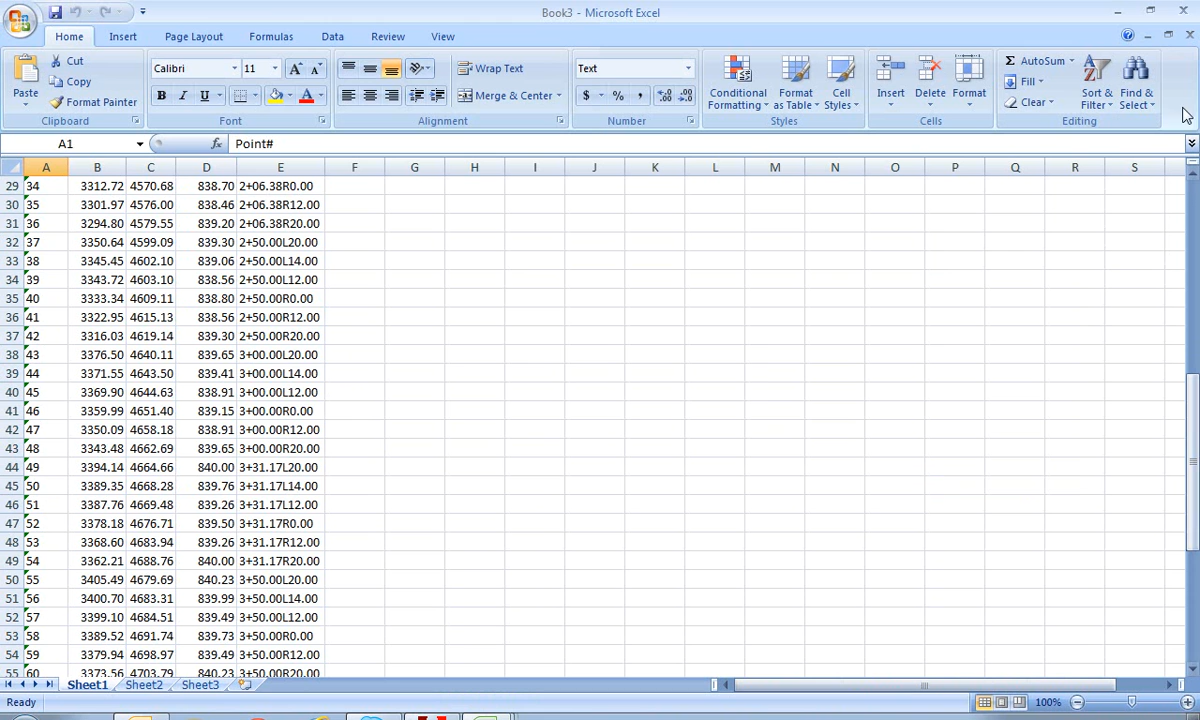 Book3 - Microsoft Excel
Home Insert Page Layout Formulas Data Review View
Paste Cut Copy Format Painter Clipboard
Calibri 11 A A B I U A Font
Wrap Text Merge & Center Alignment
Text $ % , .0 .00 .00 .0 Number
Conditional Formatting Format as Table Cell Styles Styles
Insert Delete Format Cells
Σ AutoSum Fill Clear Sort & Filter Find & Select Editing
A1 fx Point#
A B C D E F G H I J K L M N O P Q R S
29 34 3312.72 4570.68 838.70 2+06.38R0.00
30 35 3301.97 4576.00 838.46 2+06.38R12.00
31 36 3294.80 4579.55 839.20 2+06.38R20.00
32 37 3350.64 4599.09 839.30 2+50.00L20.00
33 38 3345.45 4602.10 839.06 2+50.00L14.00
34 39 3343.72 4603.10 838.56 2+50.00L12.00
35 40 3333.34 4609.11 838.80 2+50.00R0.00
36 41 3322.95 4615.13 838.56 2+50.00R12.00
37 42 3316.03 4619.14 839.30 2+50.00R20.00
38 43 3376.50 4640.11 839.65 3+00.00L20.00
39 44 3371.55 4643.50 839.41 3+00.00L14.00
40 45 3369.90 4644.63 838.91 3+00.00L12.00
41 46 3359.99 4651.40 839.15 3+00.00R0.00
42 47 3350.09 4658.18 838.91 3+00.00R12.00
43 48 3343.48 4662.69 839.65 3+00.00R20.00
44 49 3394.14 4664.66 840.00 3+31.17L20.00
45 50 3389.35 4668.28 839.76 3+31.17L14.00
46 51 3387.76 4669.48 839.26 3+31.17L12.00
47 52 3378.18 4676.71 839.50 3+31.17R0.00
48 53 3368.60 4683.94 839.26 3+31.17R12.00
49 54 3362.21 4688.76 840.00 3+31.17R20.00
50 55 3405.49 4679.69 840.23 3+50.00L20.00
51 56 3400.70 4683.31 839.99 3+50.00L14.00
52 57 3399.10 4684.51 839.49 3+50.00L12.00
53 58 3389.52 4691.74 839.73 3+50.00R0.00
54 59 3379.94 4698.97 839.49 3+50.00R12.00
55 60 3373.56 4703.79 840.23 3+50.00R20.00
Sheet1 Sheet2 Sheet3
Ready 100%